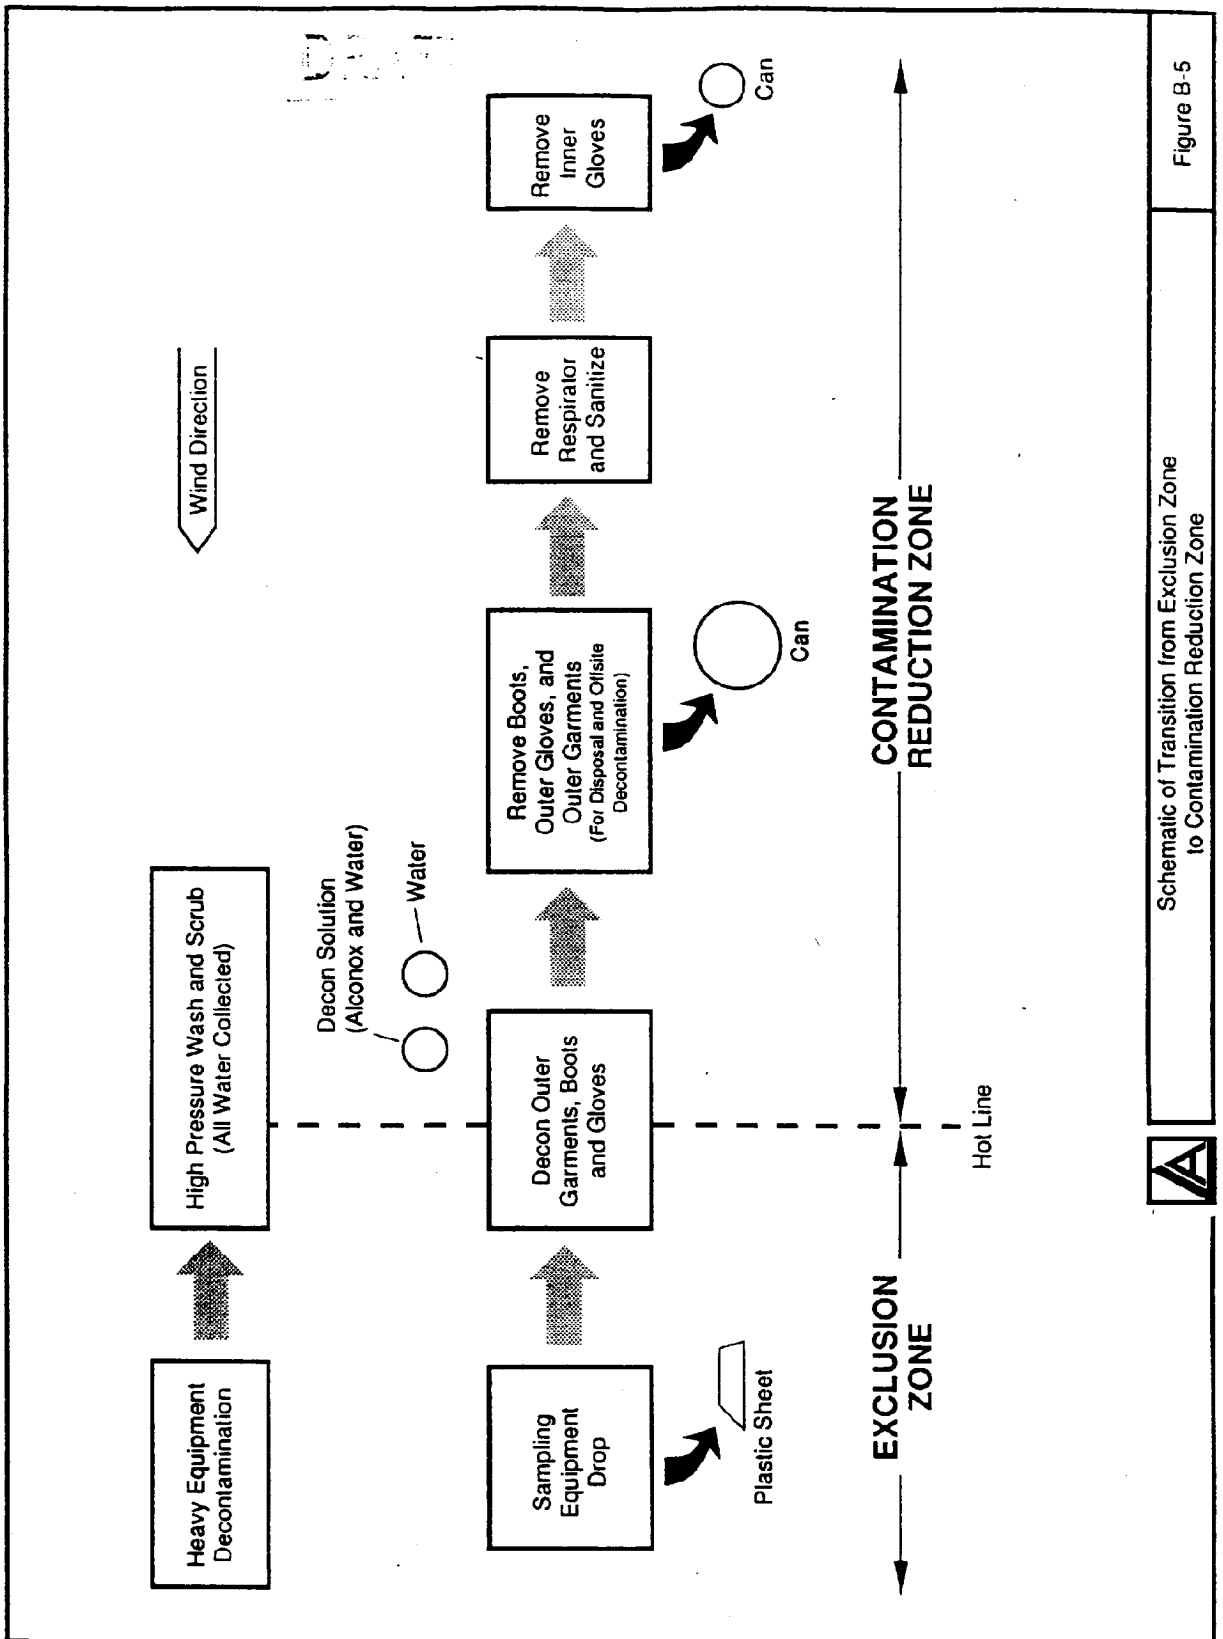 Wind Direction
Heavy Equipment
Decontamination
High Pressure Wash and Scrub
(All Water Collected)
Decon Solution
(Alconox and Water)
Water
Sampling
Equipment
Drop
Decon Outer
Garments, Boots
and Gloves
Remove Boots,
Outer Gloves, and
Outer Garments
(For Disposal and Offsite
Decontamination)
Remove
Respirator
and Sanitize
Remove
Inner
Gloves
Plastic Sheet
Can
Can
EXCLUSION
ZONE
Hot Line
CONTAMINATION
REDUCTION ZONE
Schematic of Transition from Exclusion Zone
to Contamination Reduction Zone
Figure B-5